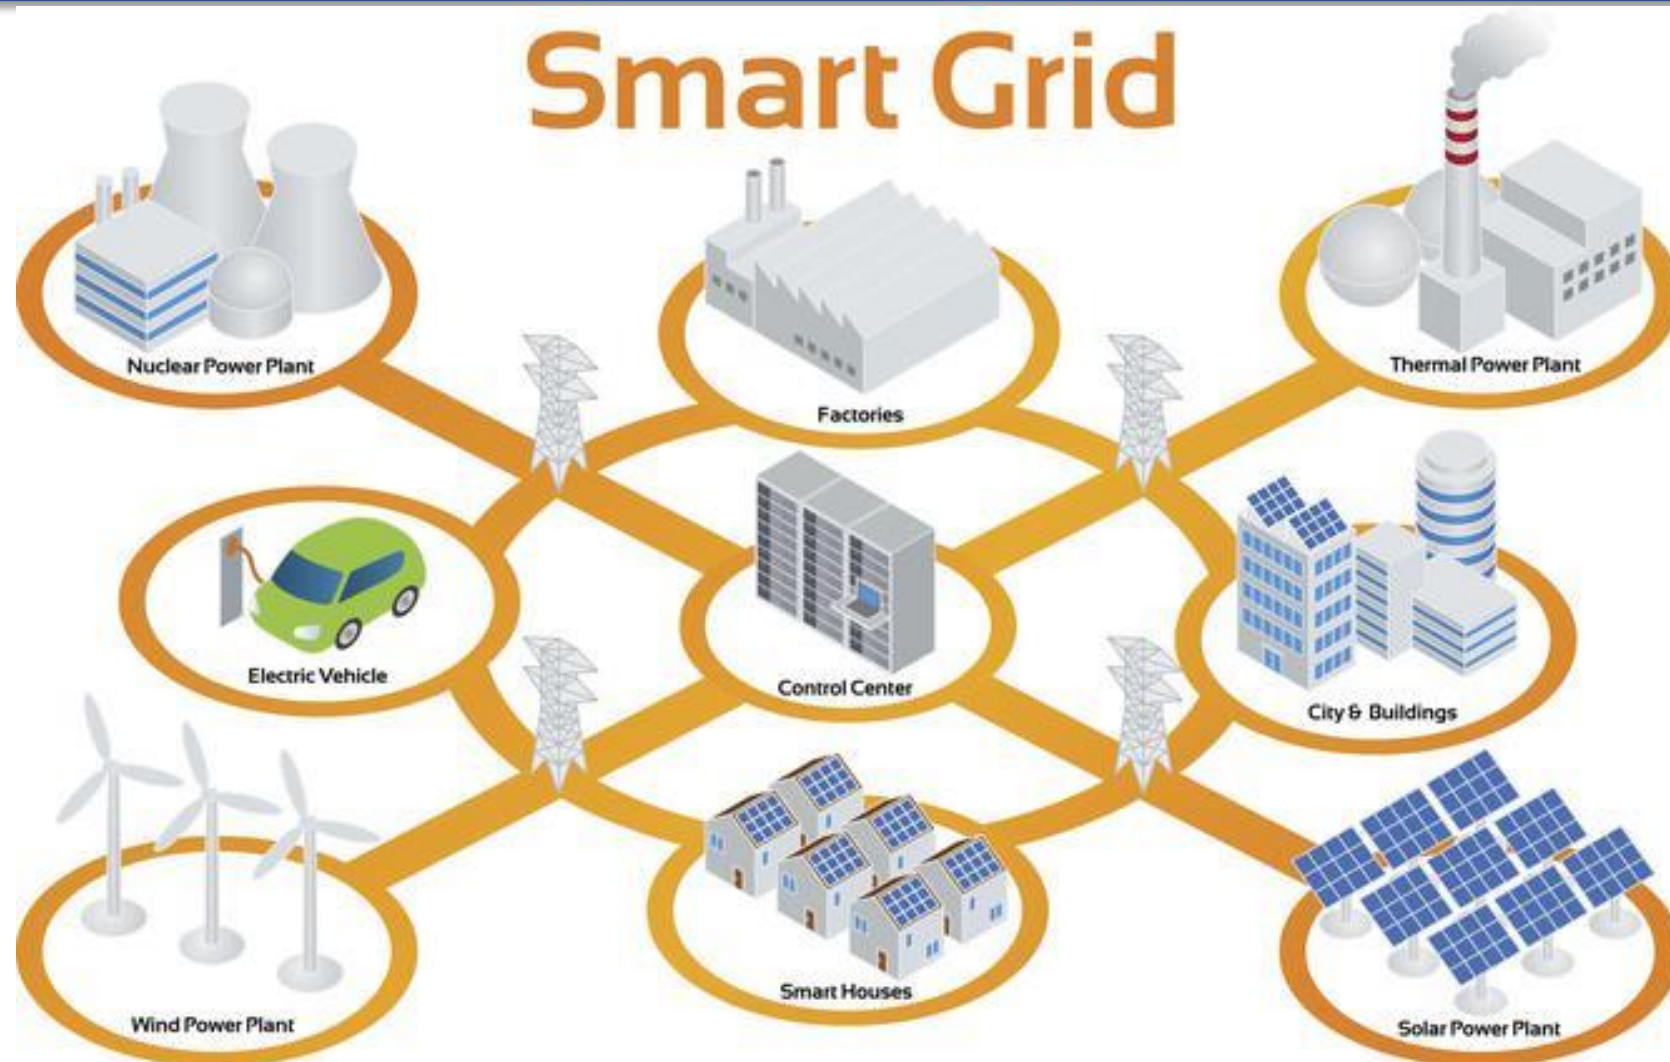 Smart Grid
Nuclear Power Plant
Factories
Thermal Power Plant
Electric Vehicle
Control Center
City & Buildings
Wind Power Plant
Smart Houses
Solar Power Plant